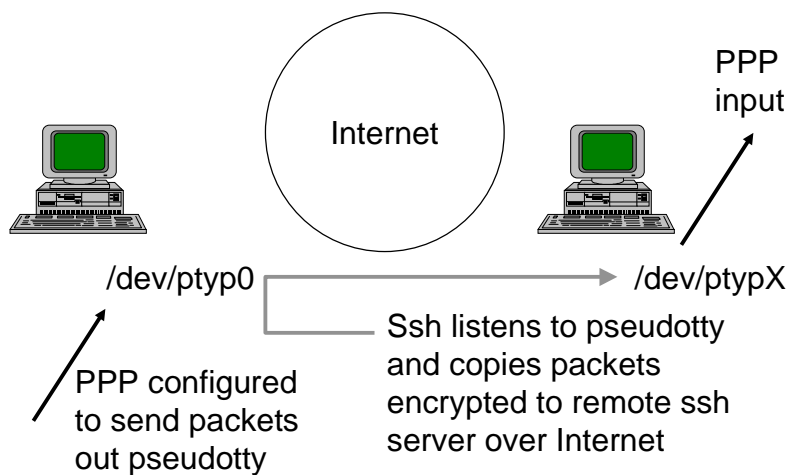 PPP
input
Internet
/dev/ptyp0
/dev/ptypX
Ssh listens to pseudotty
and copies packets
encrypted to remote ssh
server over Internet
PPP configured
to send packets
out pseudotty